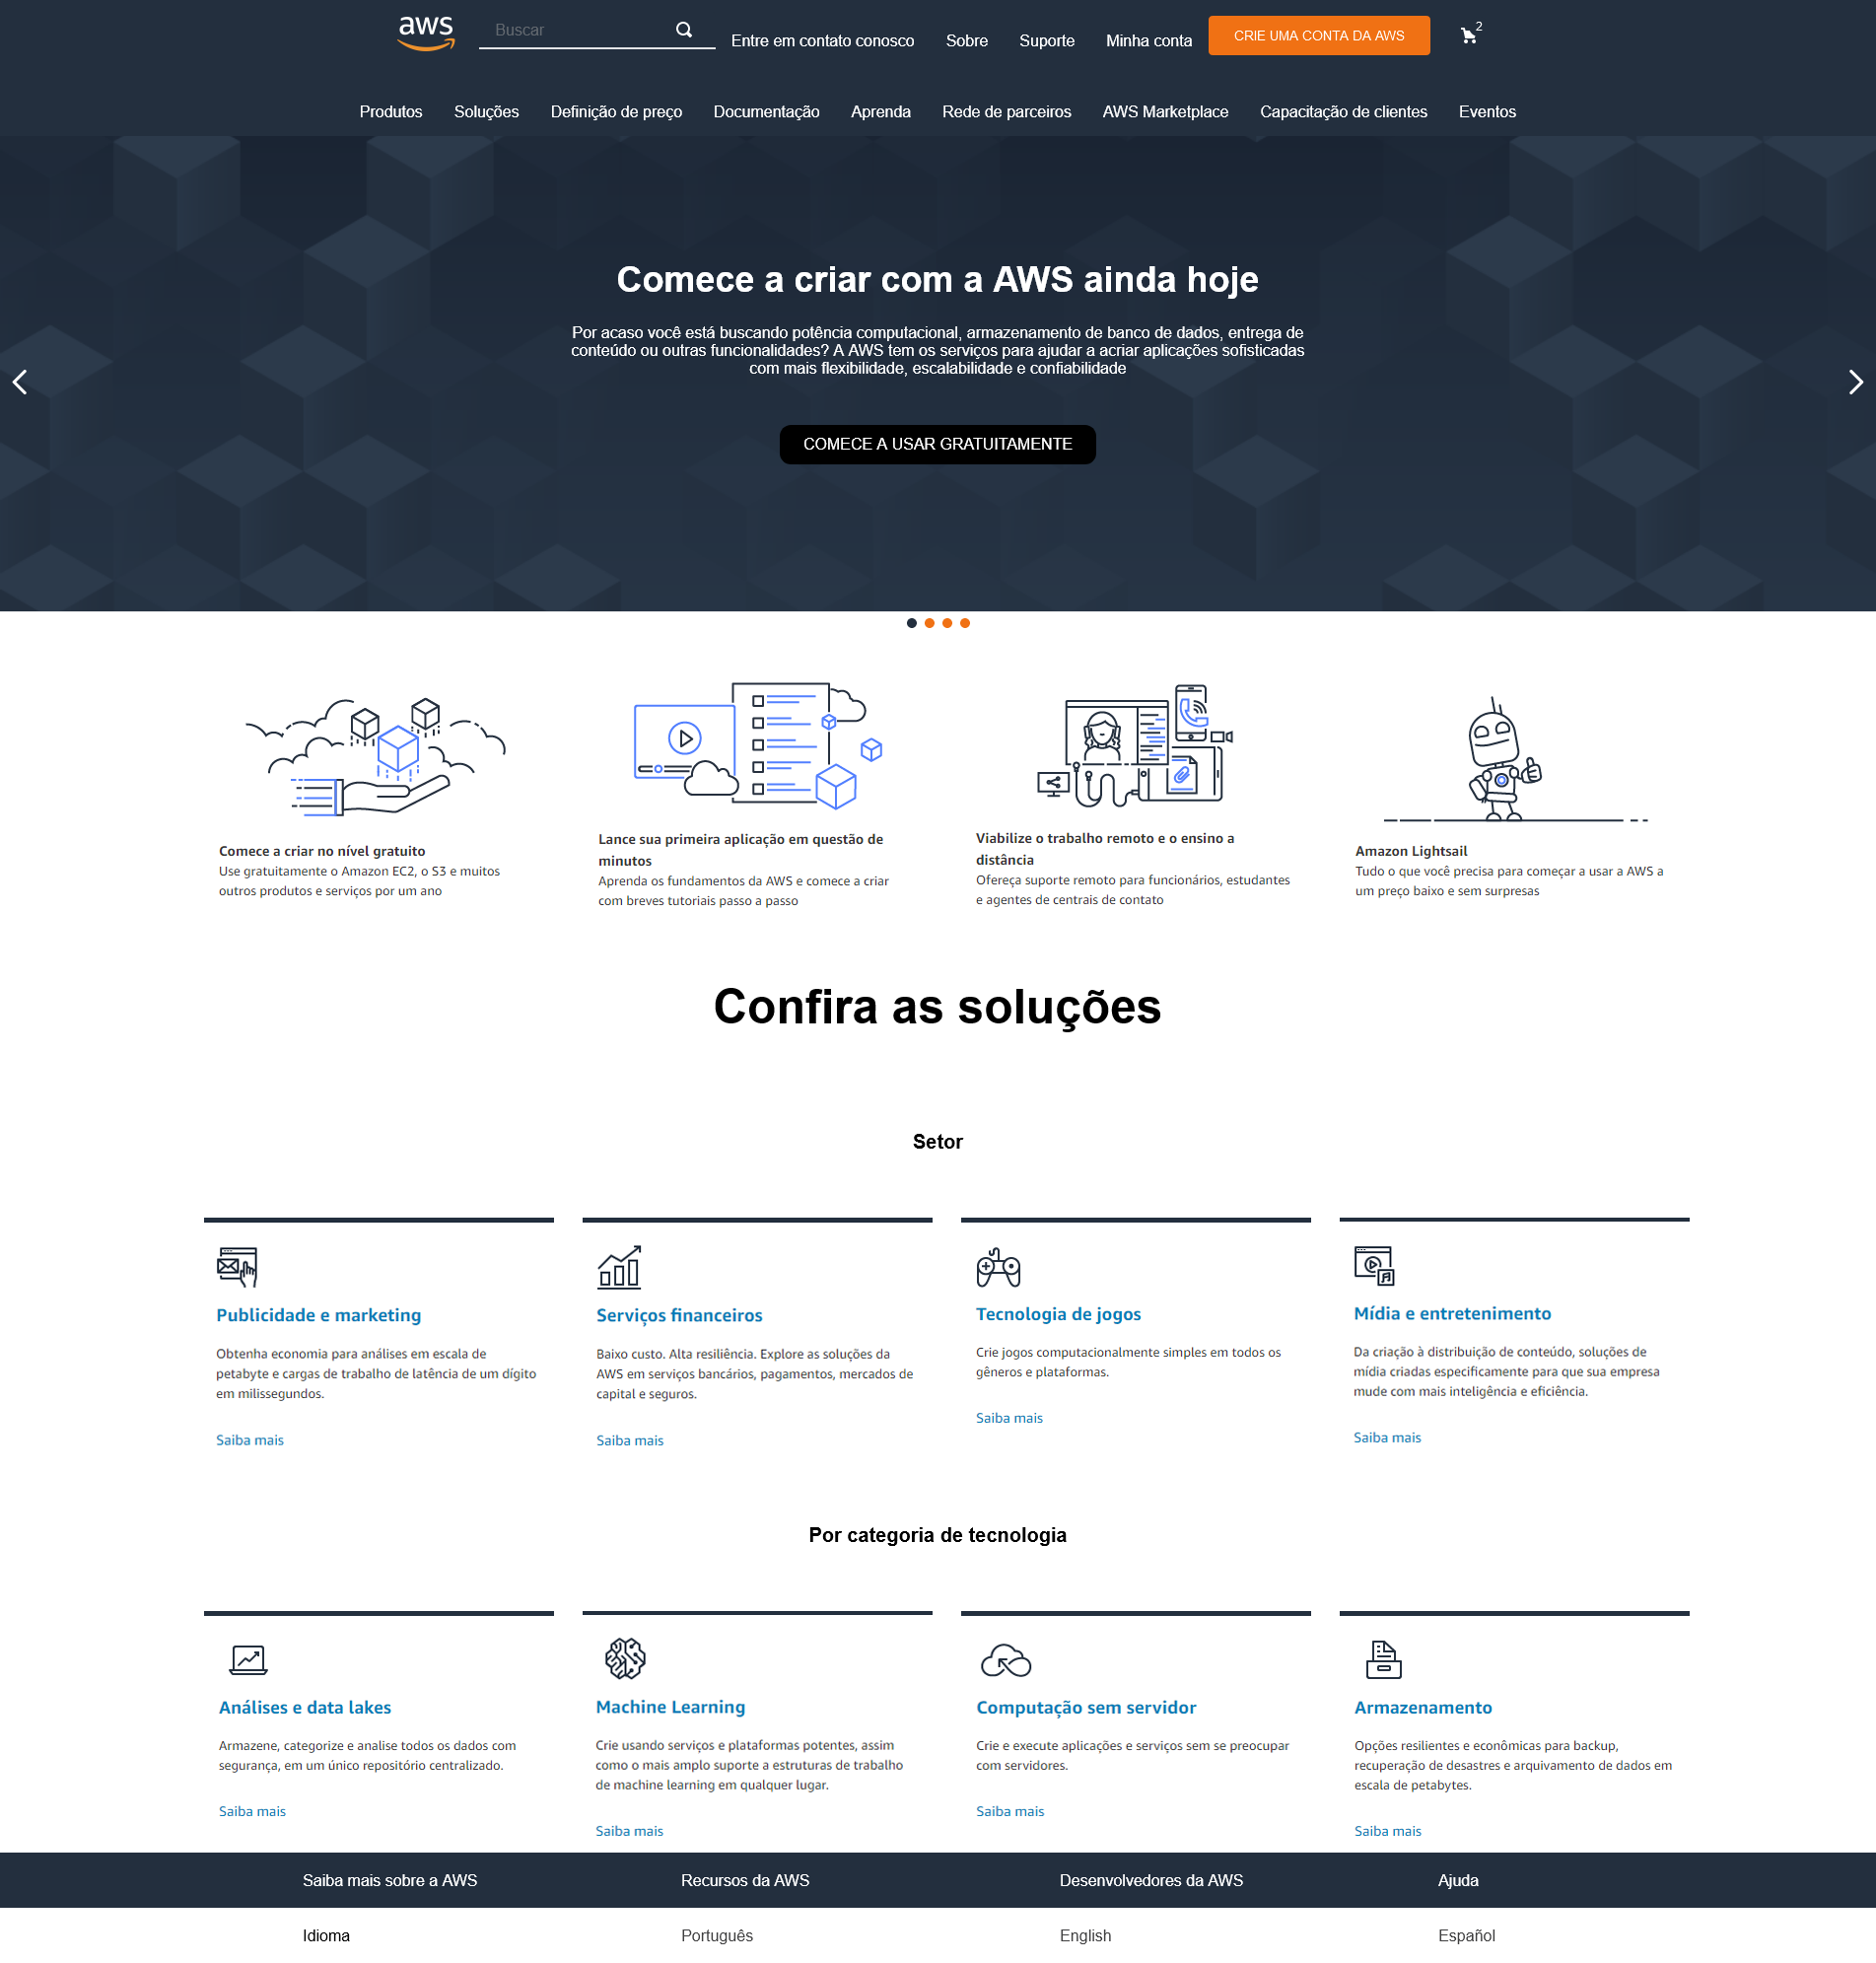 aws
Buscar
Entre em contato conosco
Sobre
Suporte
Minha conta
CRIE UMA CONTA DA AWS
2
Produtos
Soluções
Definição de preço
Documentação
Aprenda
Rede de parceiros
AWS Marketplace
Capacitação de clientes
Eventos
Comece a criar com a AWS ainda hoje
Por acaso você está buscando potência computacional, armazenamento de banco de dados, entrega de
conteúdo ou outras funcionalidades? A AWS tem os serviços para ajudar a acriar aplicações sofisticadas
com mais flexibilidade, escalabilidade e confiabilidade
COMECE A USAR GRATUITAMENTE
Comece a criar no nível gratuito
Use gratuitamente o Amazon EC2, o S3 e muitos
outros produtos e serviços por um ano
Lance sua primeira aplicação em questão de
minutos
Aprenda os fundamentos da AWS e comece a criar
com breves tutoriais passo a passo
Viabilize o trabalho remoto e o ensino a
distância
Ofereça suporte remoto para funcionários, estudantes
e agentes de centrais de contato
Amazon Lightsail
Tudo o que você precisa para começar a usar a AWS a
um preço baixo e sem surpresas
Confira as soluções
Setor
Publicidade e marketing
Obtenha economia para análises em escala de
petabyte e cargas de trabalho de latência de um dígito
em milissegundos.
Saiba mais
Serviços financeiros
Baixo custo. Alta resiliência. Explore as soluções da
AWS em serviços bancários, pagamentos, mercados de
capital e seguros.
Saiba mais
Tecnologia de jogos
Crie jogos computacionalmente simples em todos os
gêneros e plataformas.
Saiba mais
Mídia e entretenimento
Da criação à distribuição de conteúdo, soluções de
mídia criadas especificamente para que sua empresa
mude com mais inteligência e eficiência.
Saiba mais
Por categoria de tecnologia
Análises e data lakes
Armazene, categorize e analise todos os dados com
segurança, em um único repositório centralizado.
Saiba mais
Machine Learning
Crie usando serviços e plataformas potentes, assim
como o mais amplo suporte a estruturas de trabalho
de machine learning em qualquer lugar.
Saiba mais
Computação sem servidor
Crie e execute aplicações e serviços sem se preocupar
com servidores.
Saiba mais
Armazenamento
Opções resilientes e econômicas para backup,
recuperação de desastres e arquivamento de dados em
escala de petabytes.
Saiba mais
Saiba mais sobre a AWS
Recursos da AWS
Desenvolvedores da AWS
Ajuda
Idioma
Português
English
Español